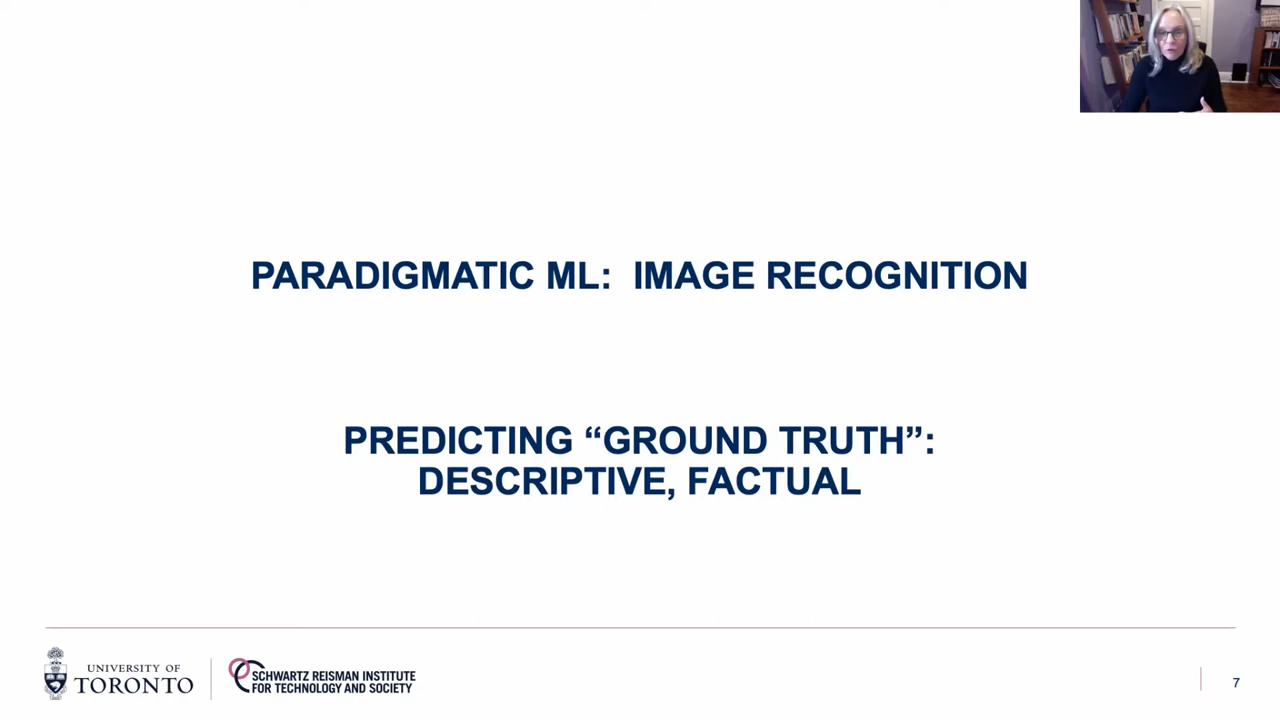 PARADIGMATIC ML: IMAGE RECOGNITION
PREDICTING “GROUND TRUTH”:
DESCRIPTIVE, FACTUAL
UNIVERSITY OF
TORONTO
SCHWARTZ REISMAN INSTITUTE
FOR TECHNOLOGY AND SOCIETY
7